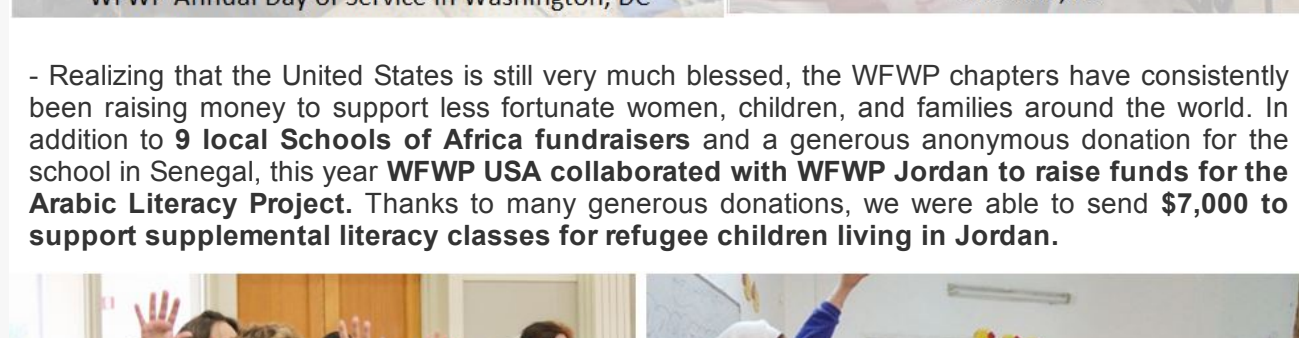 WFWP Annual Day of Service in Washington, DC
- Realizing that the United States is still very much blessed, the WFWP chapters have consistently
been raising money to support less fortunate women, children, and families around the world. In
addition to 9 local Schools of Africa fundraisers and a generous anonymous donation for the
school in Senegal, this year WFWP USA collaborated with WFWP Jordan to raise funds for the
Arabic Literacy Project. Thanks to many generous donations, we were able to send $7,000 to
support supplemental literacy classes for refugee children living in Jordan.